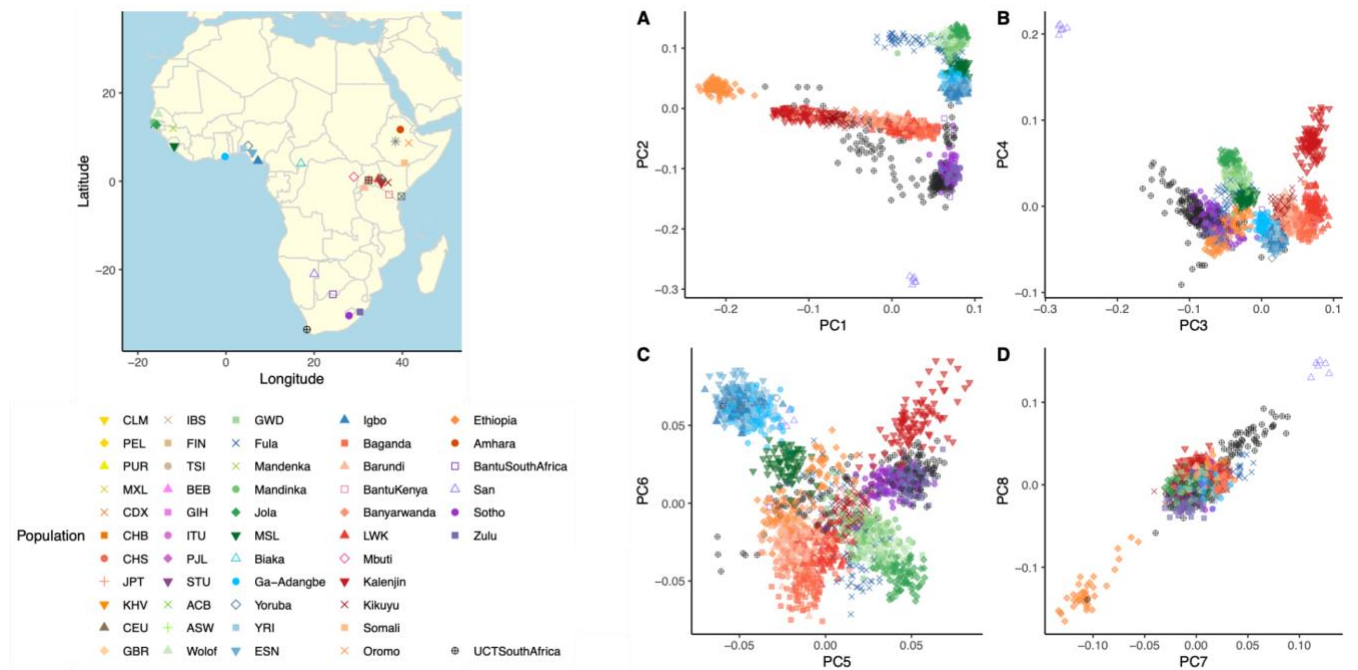 A
B
20
0
−20
Latitude
−20
0
20
40
Longitude
0.1
0.0
−0.1
−0.2
−0.3
PC2
−0.2
−0.1
0.0
0.1
PC1
0.2
0.1
0.0
−0.1
PC4
−0.3
−0.2
−0.1
0.0
0.1
PC3
C
D
0.05
0.00
−0.05
PC6
−0.05
0.00
0.05
PC5
0.1
0.0
−0.1
PC8
−0.10
−0.05
0.00
0.05
0.10
PC7
Population
CLM IBS GWD Igbo Ethiopia
PEL FIN Fula Baganda Amhara
PUR TSI Mandenka Barundi BantuSouthAfrica
MXL BEB Mandinka BantuKenya San
CDX GIH Jola Banyarwanda Sotho
CHB ITU MSL LWK Zulu
CHS PJL Biaka Mbuti
JPT STU Ga−Adangbe Kalenjin
KHV ACB Yoruba Kikuyu
CEU ASW YRI Somali
GBR Wolof ESN Oromo UCTSouthAfrica